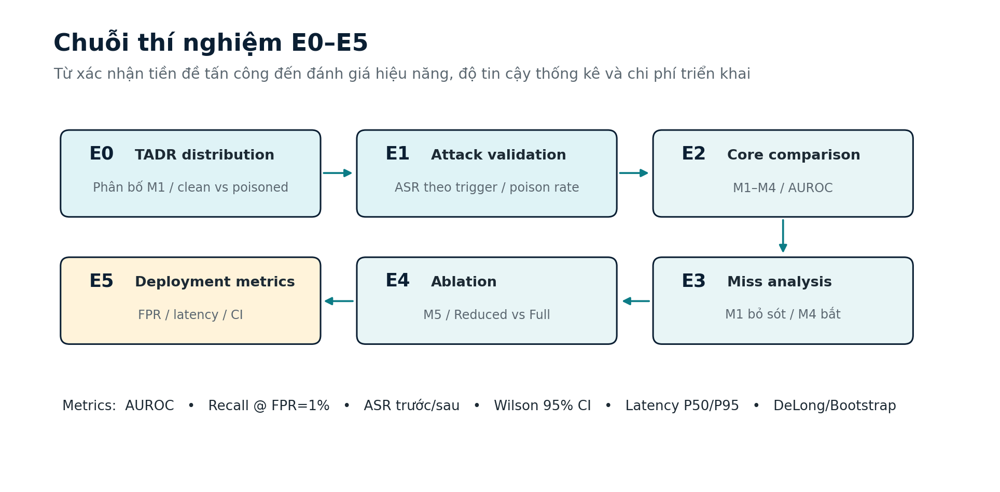 Chuỗi thí nghiệm E0–E5
Từ xác nhận tiền đề tấn công đến đánh giá hiệu năng, độ tin cậy thống kê và chi phí triển khai
E0 TADR distribution
Phân bố M1 / clean vs poisoned
E1 Attack validation
ASR theo trigger / poison rate
E2 Core comparison
M1–M4 / AUROC
E3 Miss analysis
M1 bỏ sót / M4 bắt
E4 Ablation
M5 / Reduced vs Full
E5 Deployment metrics
FPR / latency / CI
Metrics: AUROC • Recall @ FPR=1% • ASR trước/sau • Wilson 95% CI • Latency P50/P95 • DeLong/Bootstrap